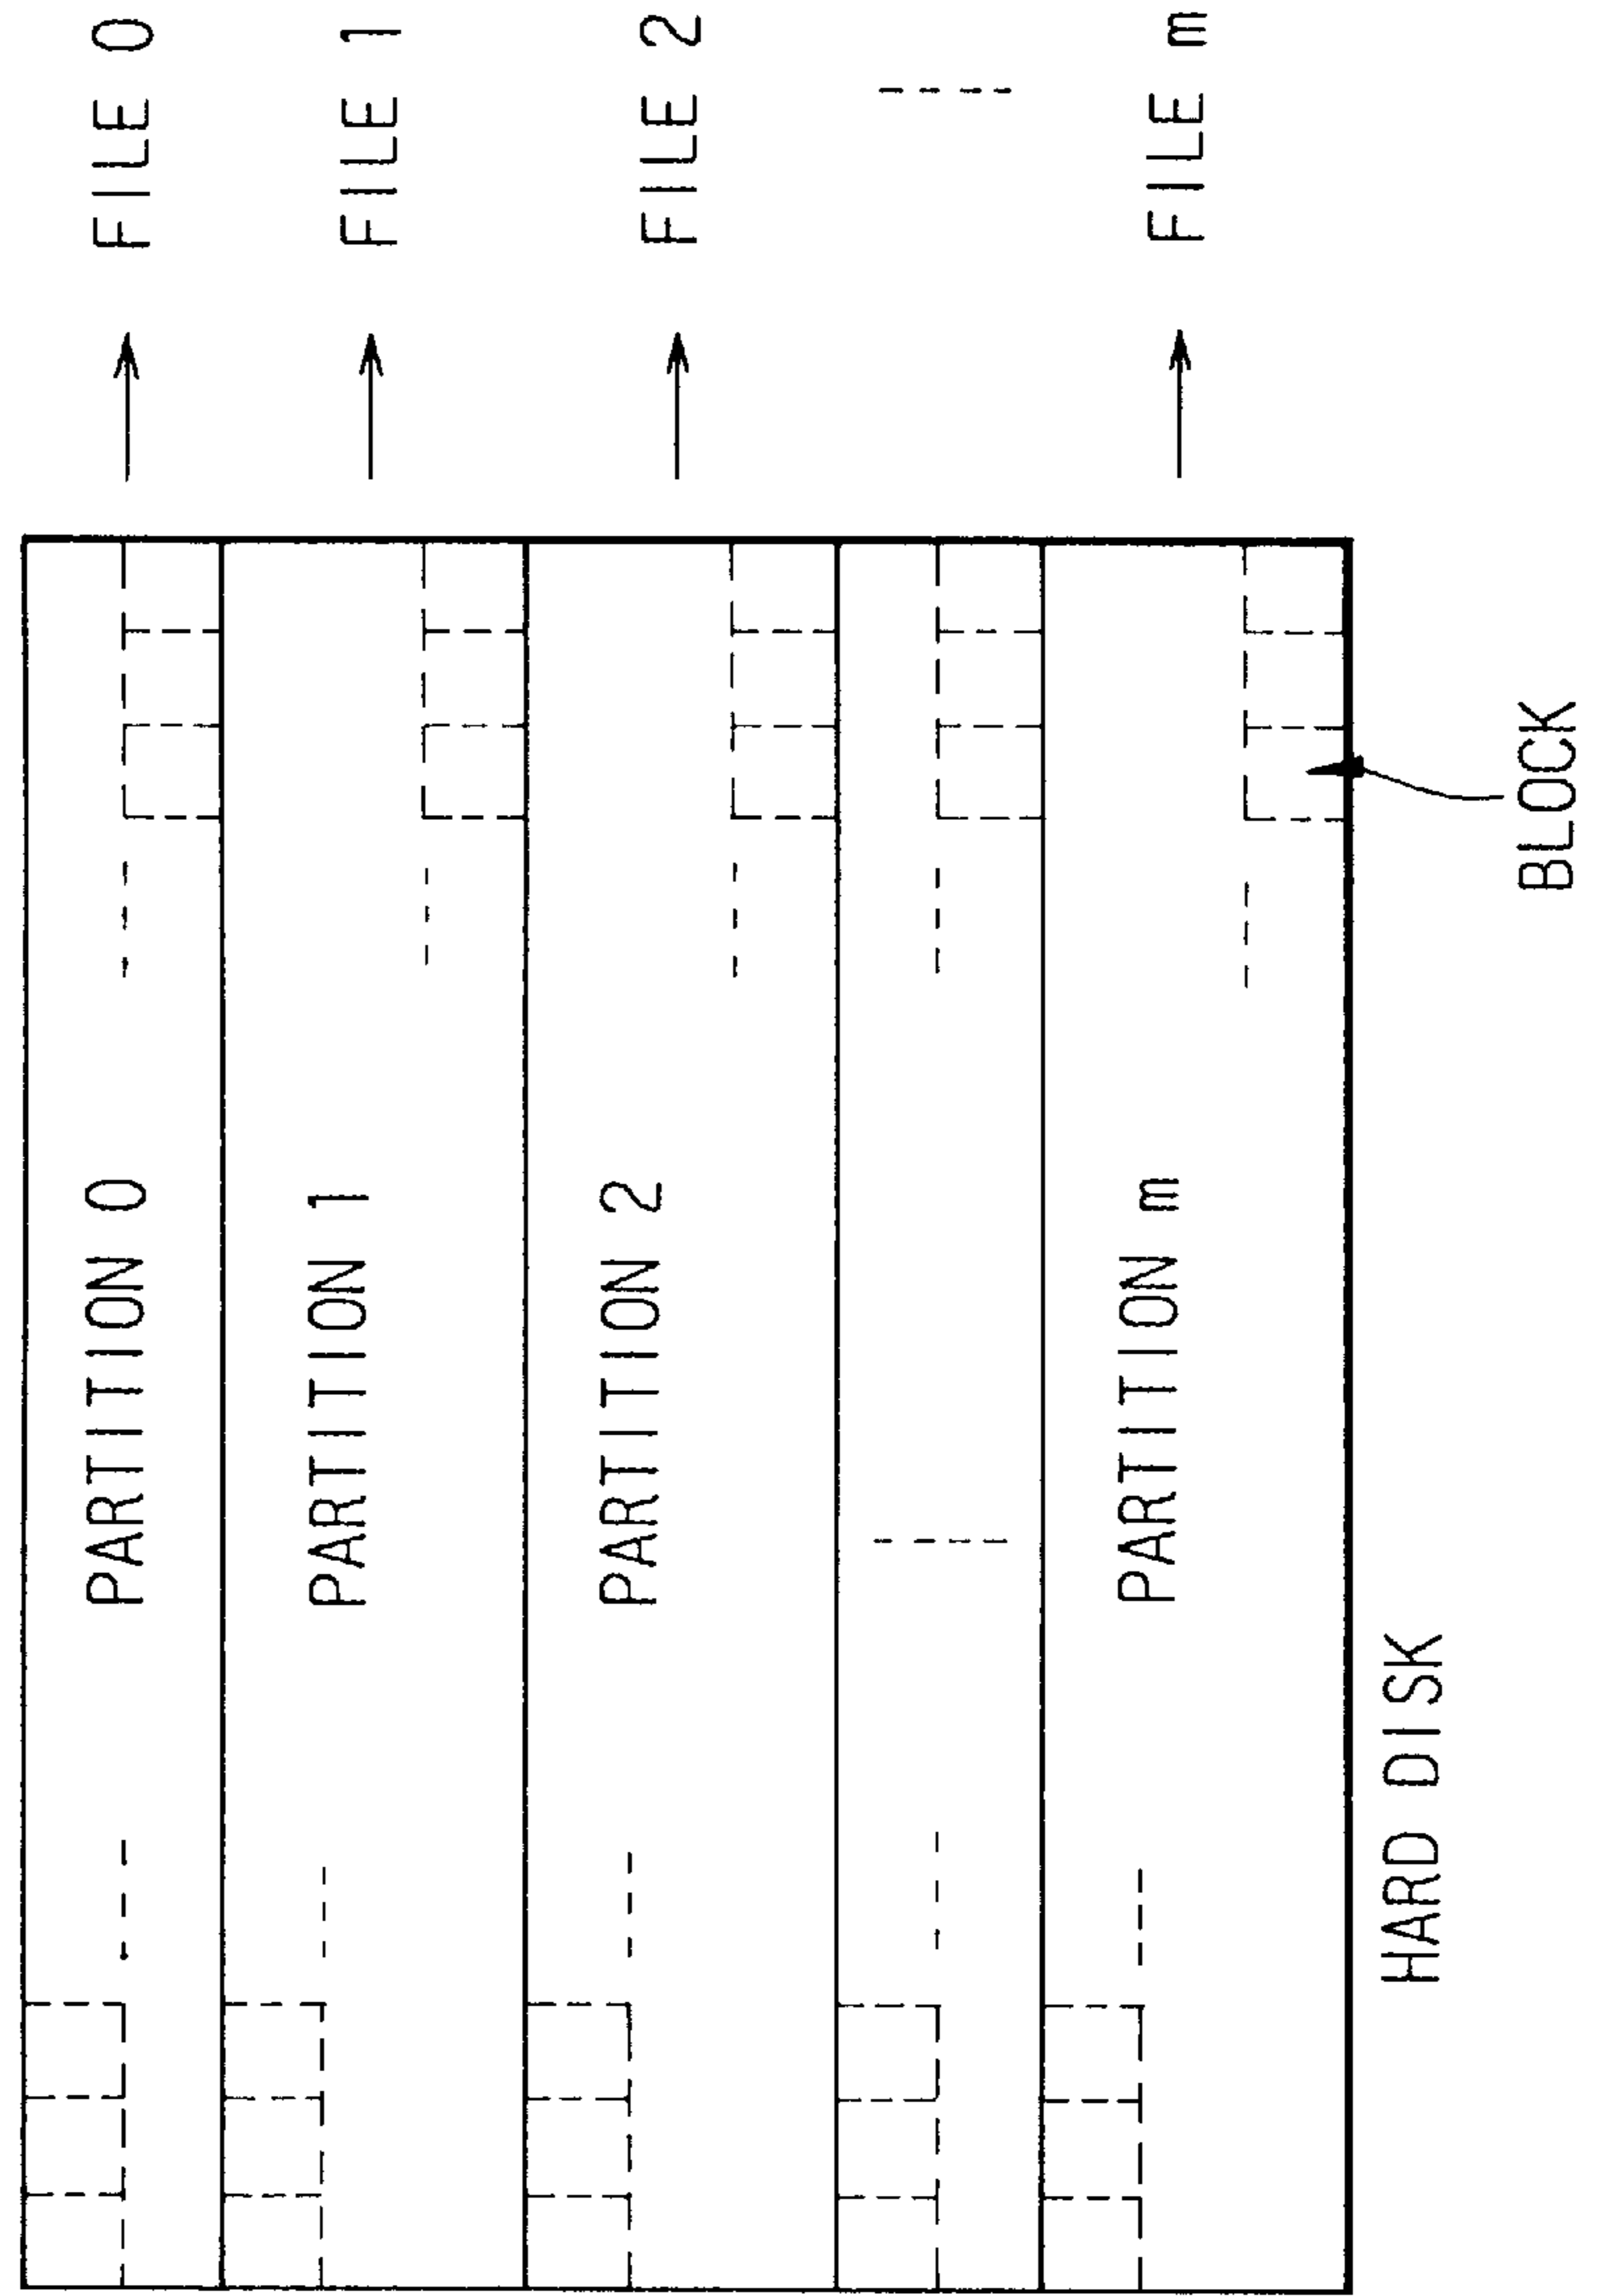 PARTITION 0
FILE 0
PARTITION 1
FILE 1
PARTITION 2
FILE 2
PARTITION m
FILE m
HARD DISK
BLOCK